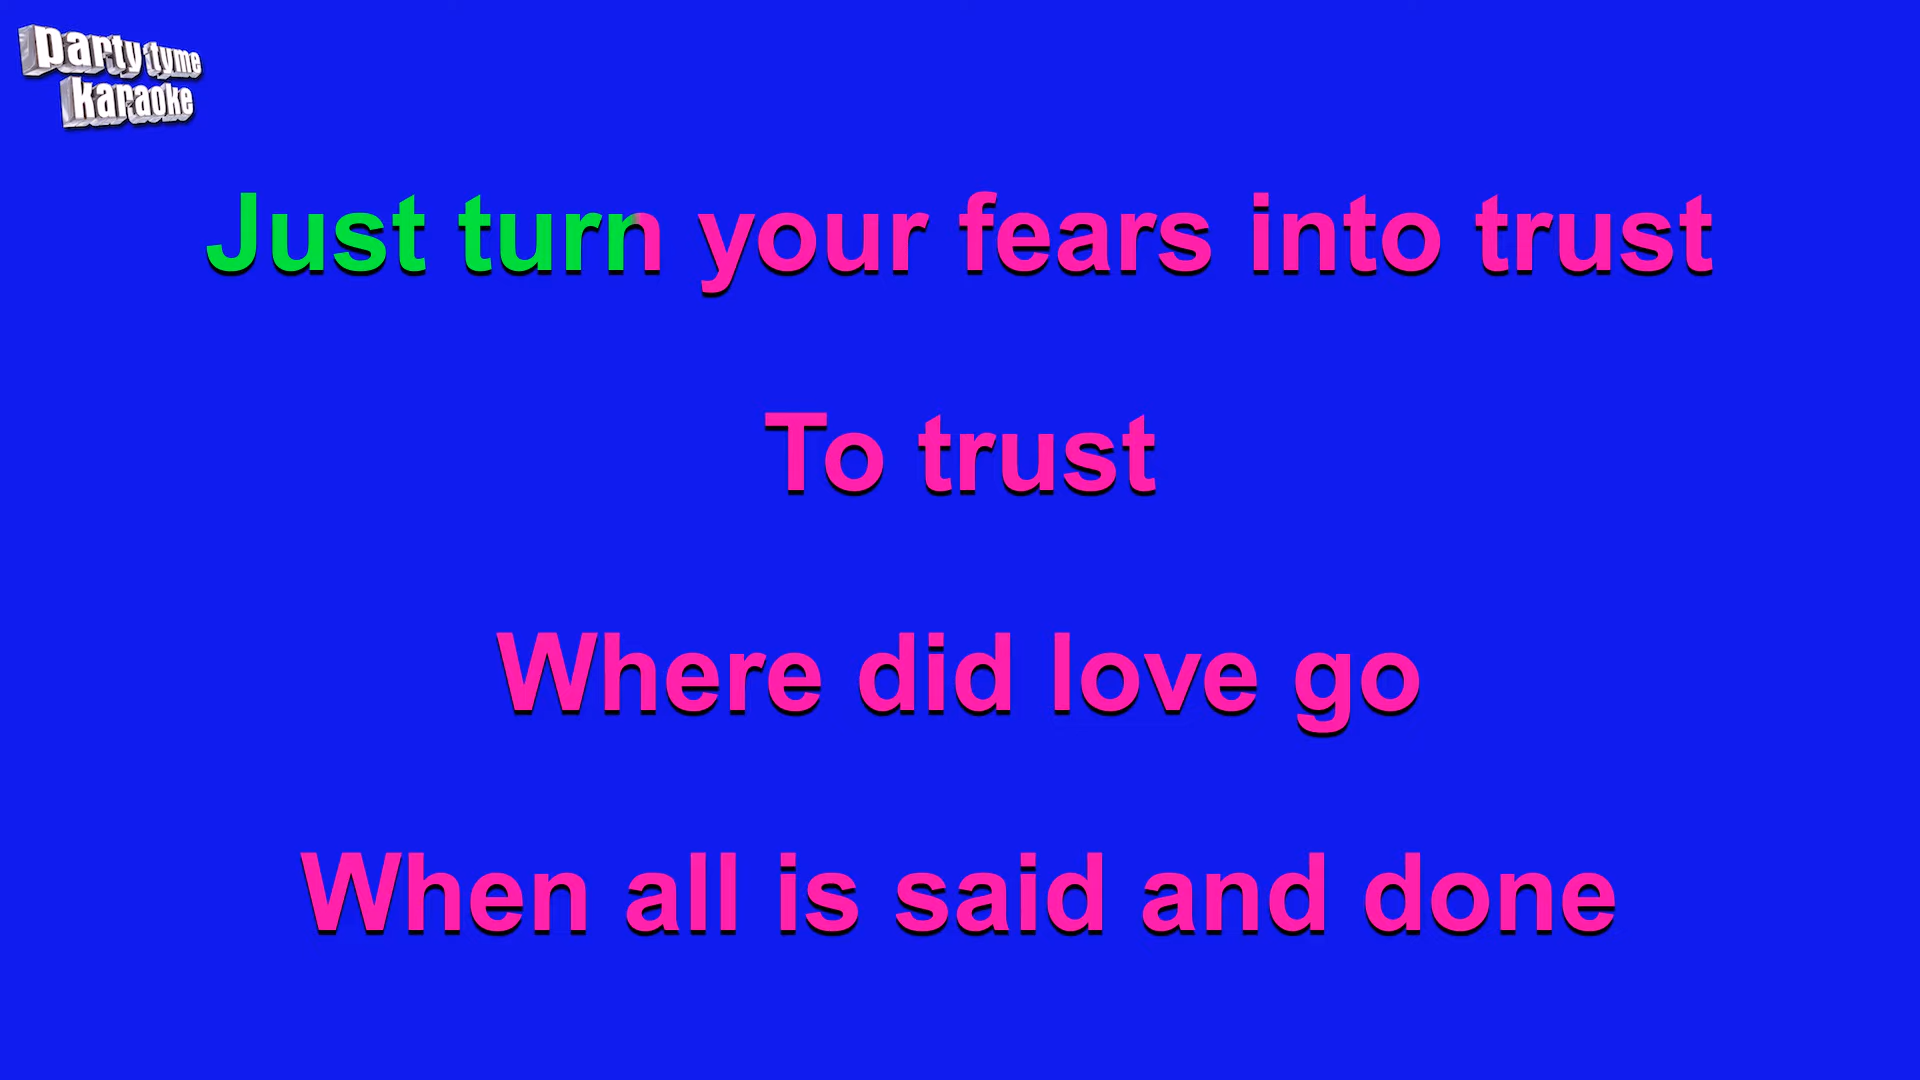 party tyme
karaoke
Just turn your fears into trust
To trust
Where did love go
When all is said and done